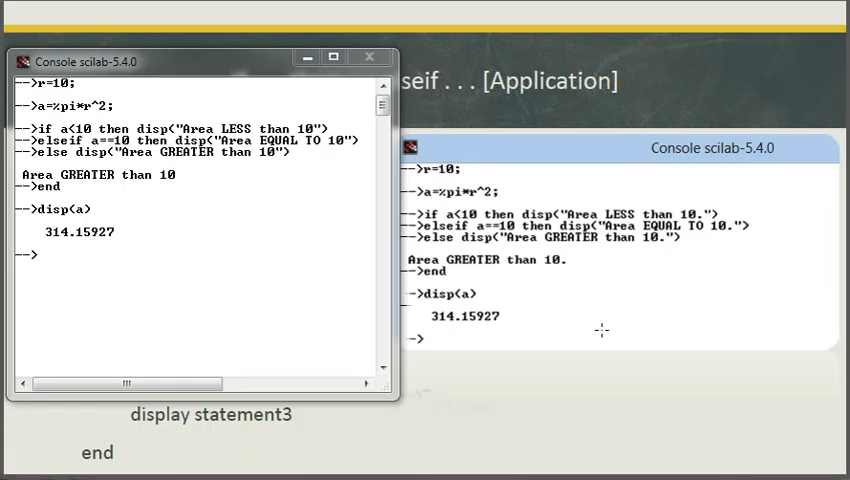 seif . . . [Application]
Console scilab-5.4.0
-->r=10;
-->a=%pi*r^2;
-->if a<10 then disp("Area LESS than 10")
-->elseif a==10 then disp("Area EQUAL TO 10")
-->else disp("Area GREATER than 10")
Area GREATER than 10
-->end
-->disp(a)
314.15927
-->
Console scilab-5.4.0
-->r=10;
-->a=%pi*r^2;
-->if a<10 then disp("Area LESS than 10.")
-->elseif a==10 then disp("Area EQUAL TO 10.")
-->else disp("Area GREATER than 10.")
Area GREATER than 10.
-->end
-->disp(a)
314.15927
->
display statement3
end